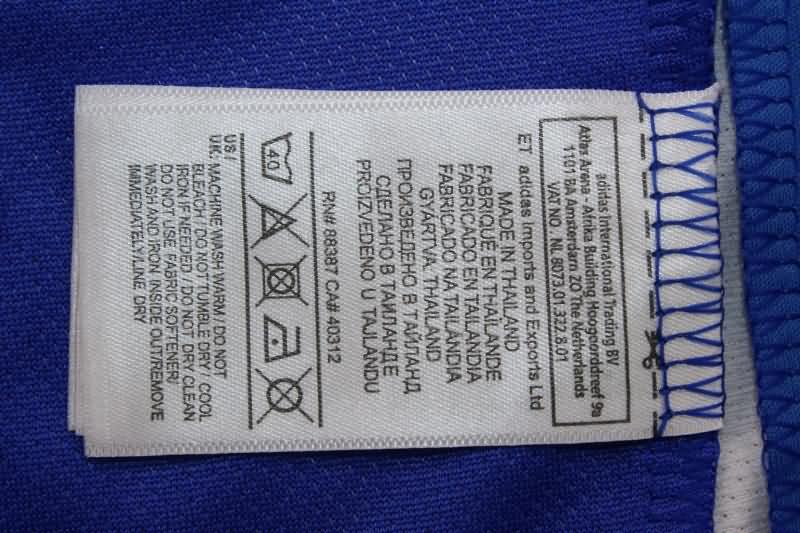 adidas International Trading BV
Atlas Arena - Afrika Building Hoogoorddreef 9a
1101 BA Amsterdam ZO The Netherlands
VAT NO. NL 8073.01.322.B.01
ET adidas Imports and Exports Ltd
MADE IN THAILAND
FABRIQUÉ EN THAÏLANDE
FABRICADO EN TAILANDIA
FABRICADO NA TAILÂNDIA
GYÁRTVA: THAILAND
ПРОИЗВЕДЕНО В ТАЙЛАНД
СДЕЛАНО В ТАИЛАНДЕ
PROIZVEDENO U TAJLANDU
RN# 88387 CA# 40312
40
US /
UK: MACHINE WASH WARM / DO NOT
BLEACH / DO NOT TUMBLE DRY / COOL
IRON IF NEEDED / DO NOT DRY CLEAN
DO NOT USE FABRIC SOFTENER/
WASH AND IRON INSIDE OUT/REMOVE
IMMEDIATELY/LINE DRY